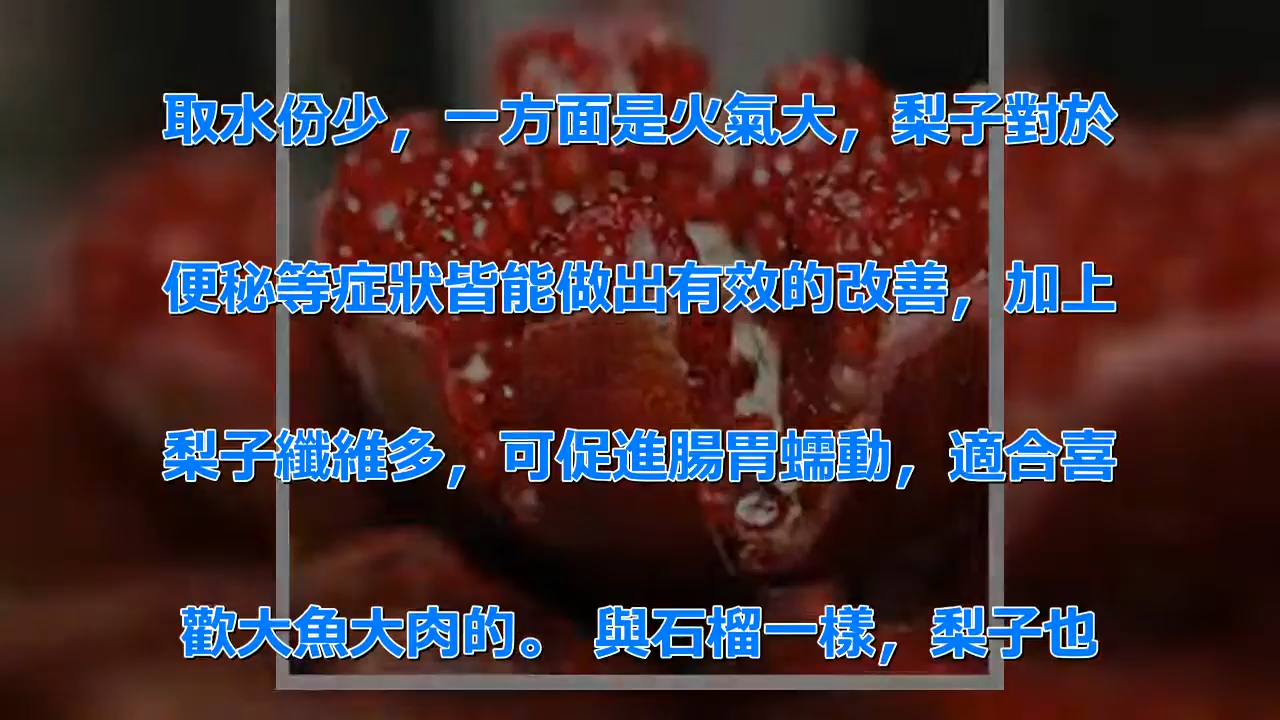 取水份少，一方面是火氣大，梨子對於
便秘等症狀皆能做出有效的改善，加上
梨子纖維多，可促進腸胃蠕動，適合喜
歡大魚大肉的。 與石榴一樣，梨子也